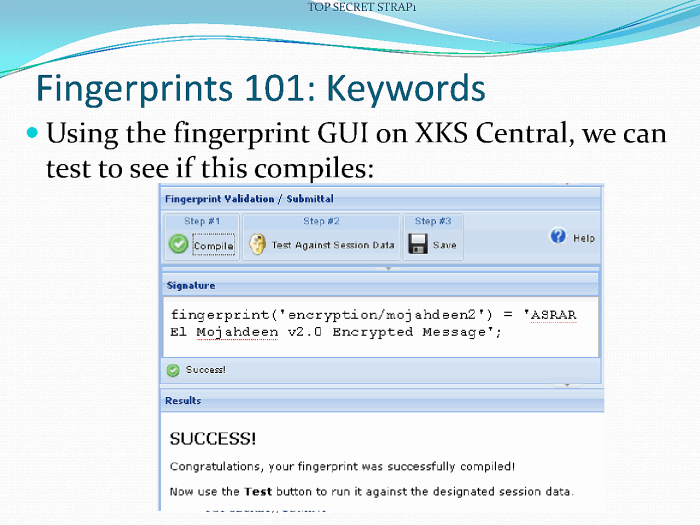 TOP SECRET STRAP1
Fingerprints 101: Keywords
Using the fingerprint GUI on XKS Central, we can
test to see if this compiles:
Fingerprint Validation / Submittal
Step #1 Step #2 Step #3
Compile Test Against Session Data Save Help
Signature
fingerprint('encryption/mojahdeen2') = 'ASRAR
El Mojahdeen v2.0 Encrypted Message';
Success!
Results
SUCCESS!
Congratulations, your fingerprint was successfully compiled!
Now use the Test button to run it against the designated session data.